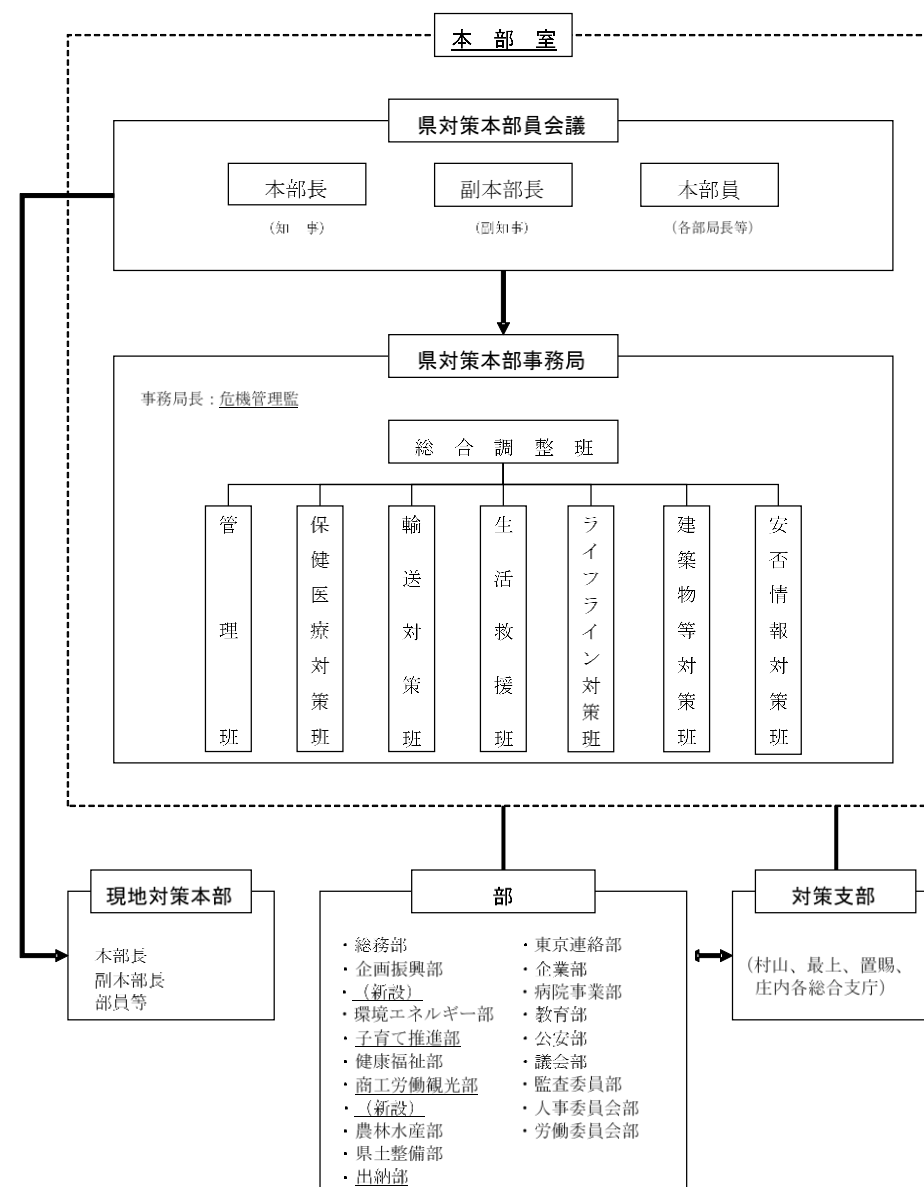 本部室
県対策本部員会議
本部長
副本部長
本部員
(知　事)
(副知事)
(各部局長等)
県対策本部事務局
事務局長：危機管理監
総合調整班
管理班
保健医療対策班
輸送対策班
生活救援班
ライフライン対策班
建築物等対策班
安否情報対策班
現地対策本部
本部長
副本部長
部員等
部
・総務部
・企画振興部
・（新設）
・環境エネルギー部
・子育て推進部
・健康福祉部
・商工労働観光部
・（新設）
・農林水産部
・県土整備部
・出納部
・東京連絡部
・企業部
・病院事業部
・教育部
・公安部
・議会部
・監査委員部
・人事委員会部
・労働委員会部
対策支部
（村山、最上、置賜、
庄内各総合支庁）